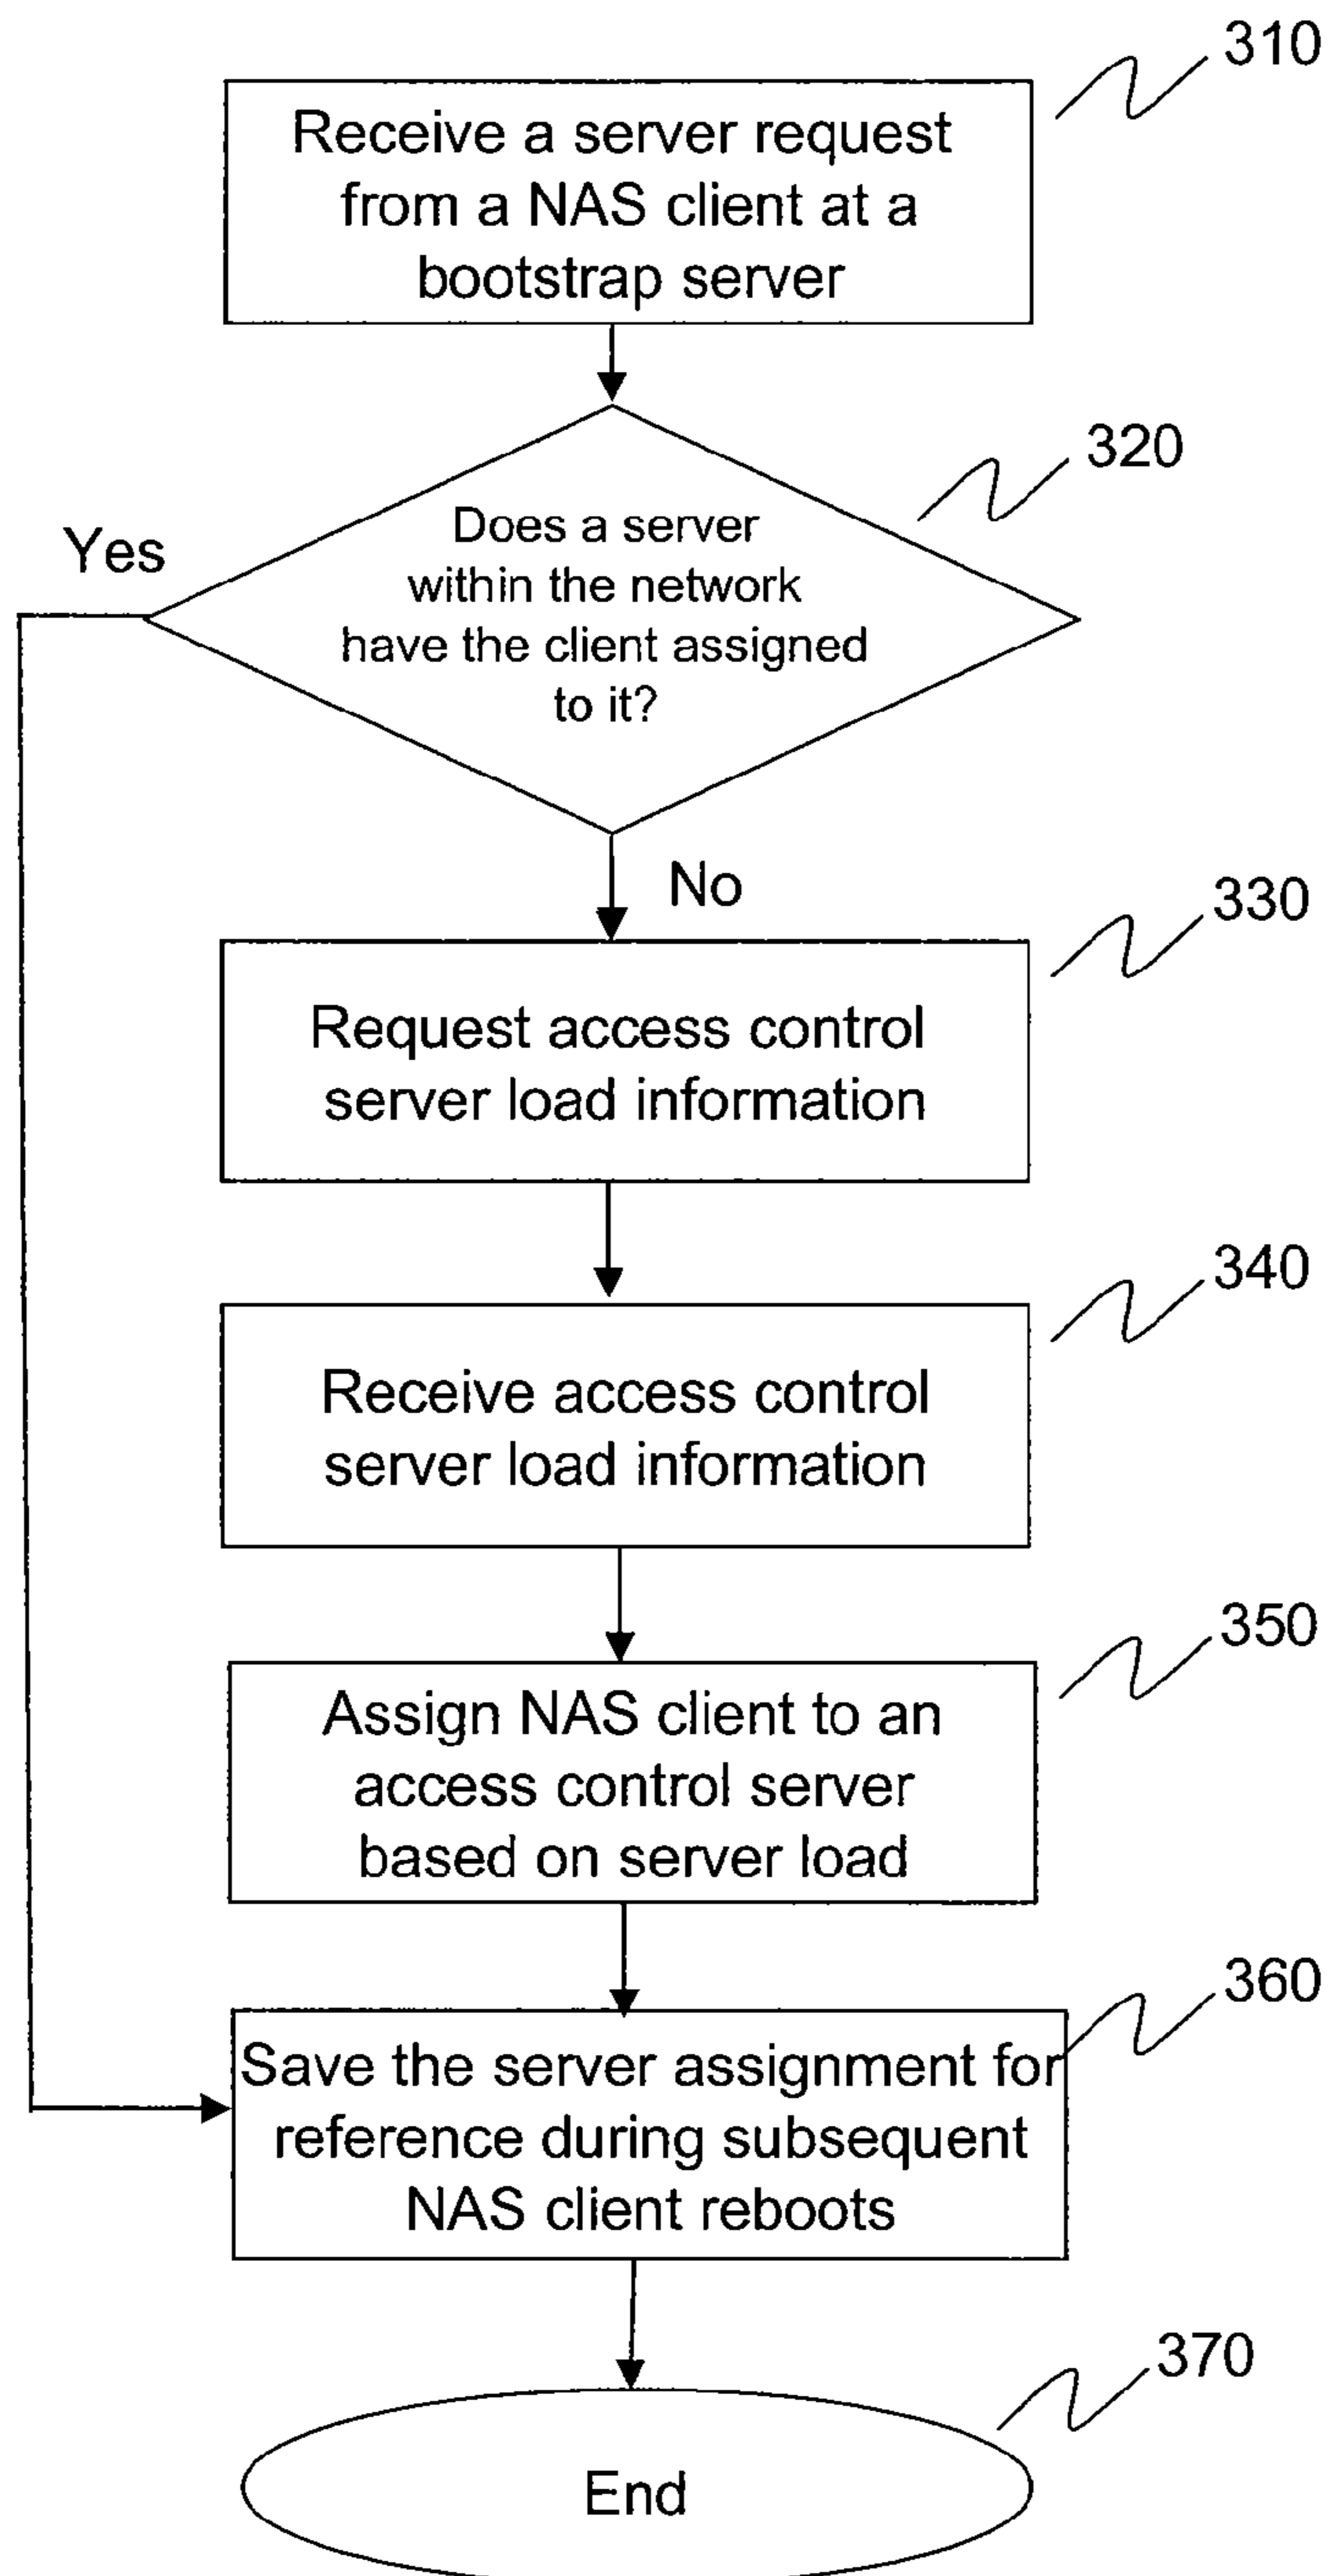 310
Receive a server request
from a NAS client at a
bootstrap server
320
Does a server
within the network
have the client assigned
to it?
Yes
No
330
Request access control
server load information
340
Receive access control
server load information
350
Assign NAS client to an
access control server
based on server load
360
Save the server assignment for
reference during subsequent
NAS client reboots
370
End